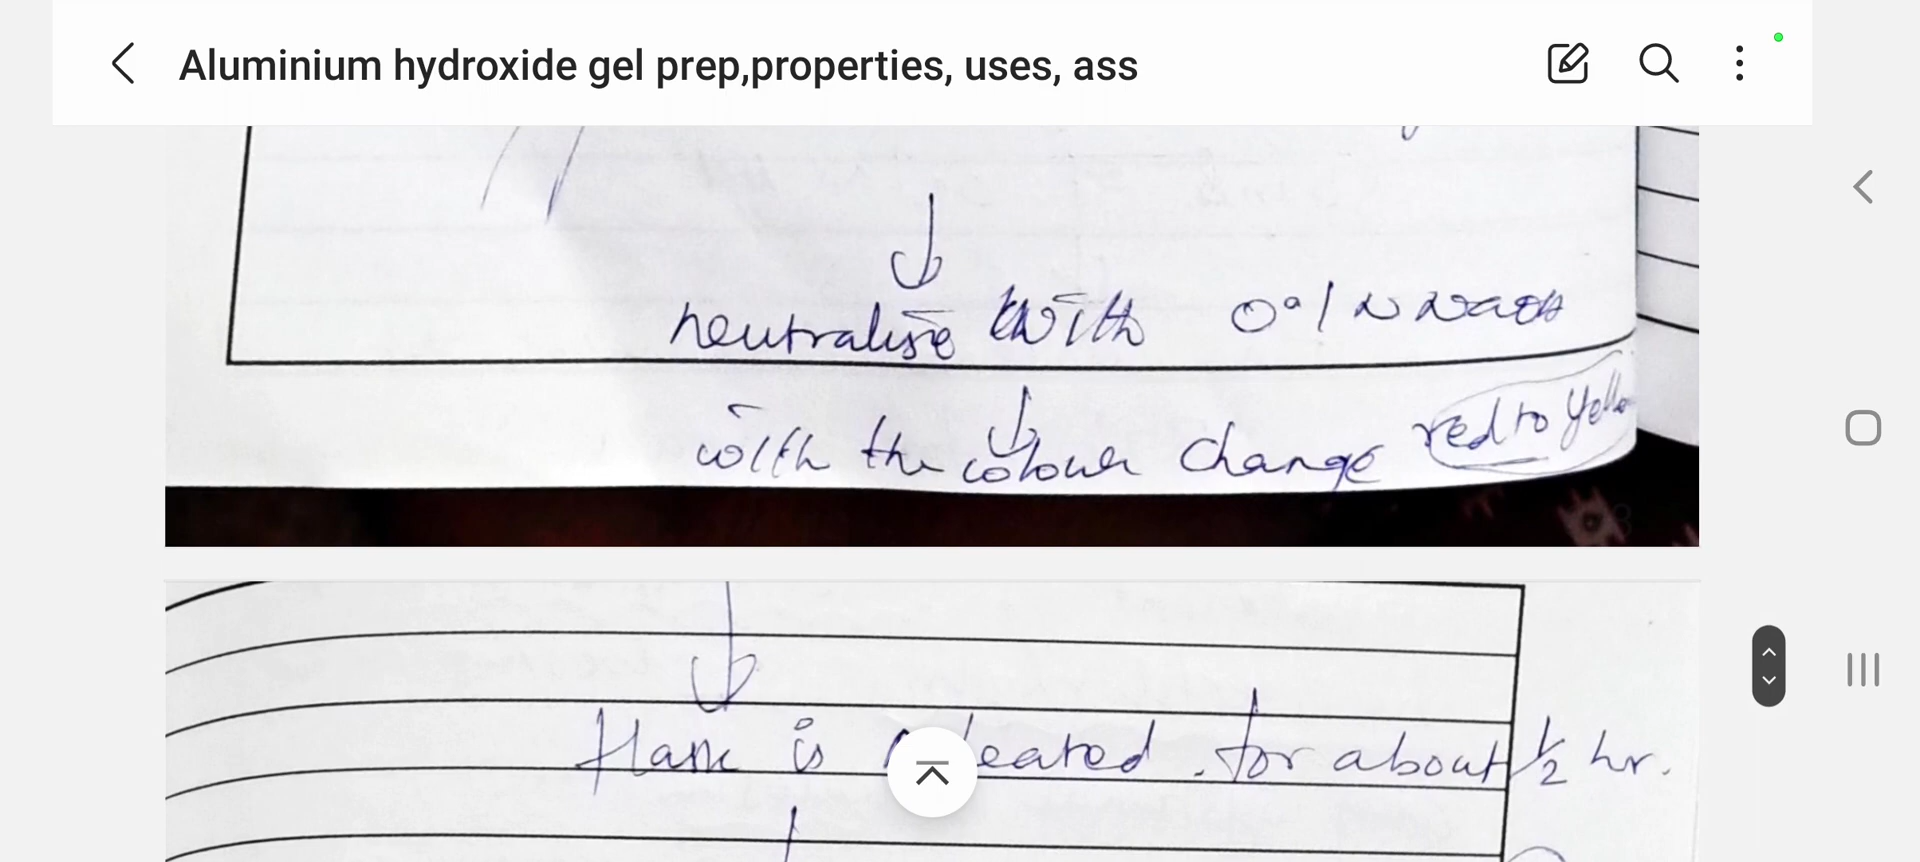 Aluminium hydroxide gel prep,properties, uses, ass
neutralise with 0.1 N NaOH
with the colour change red to Yello
flask is heated for about 1/2 hr.